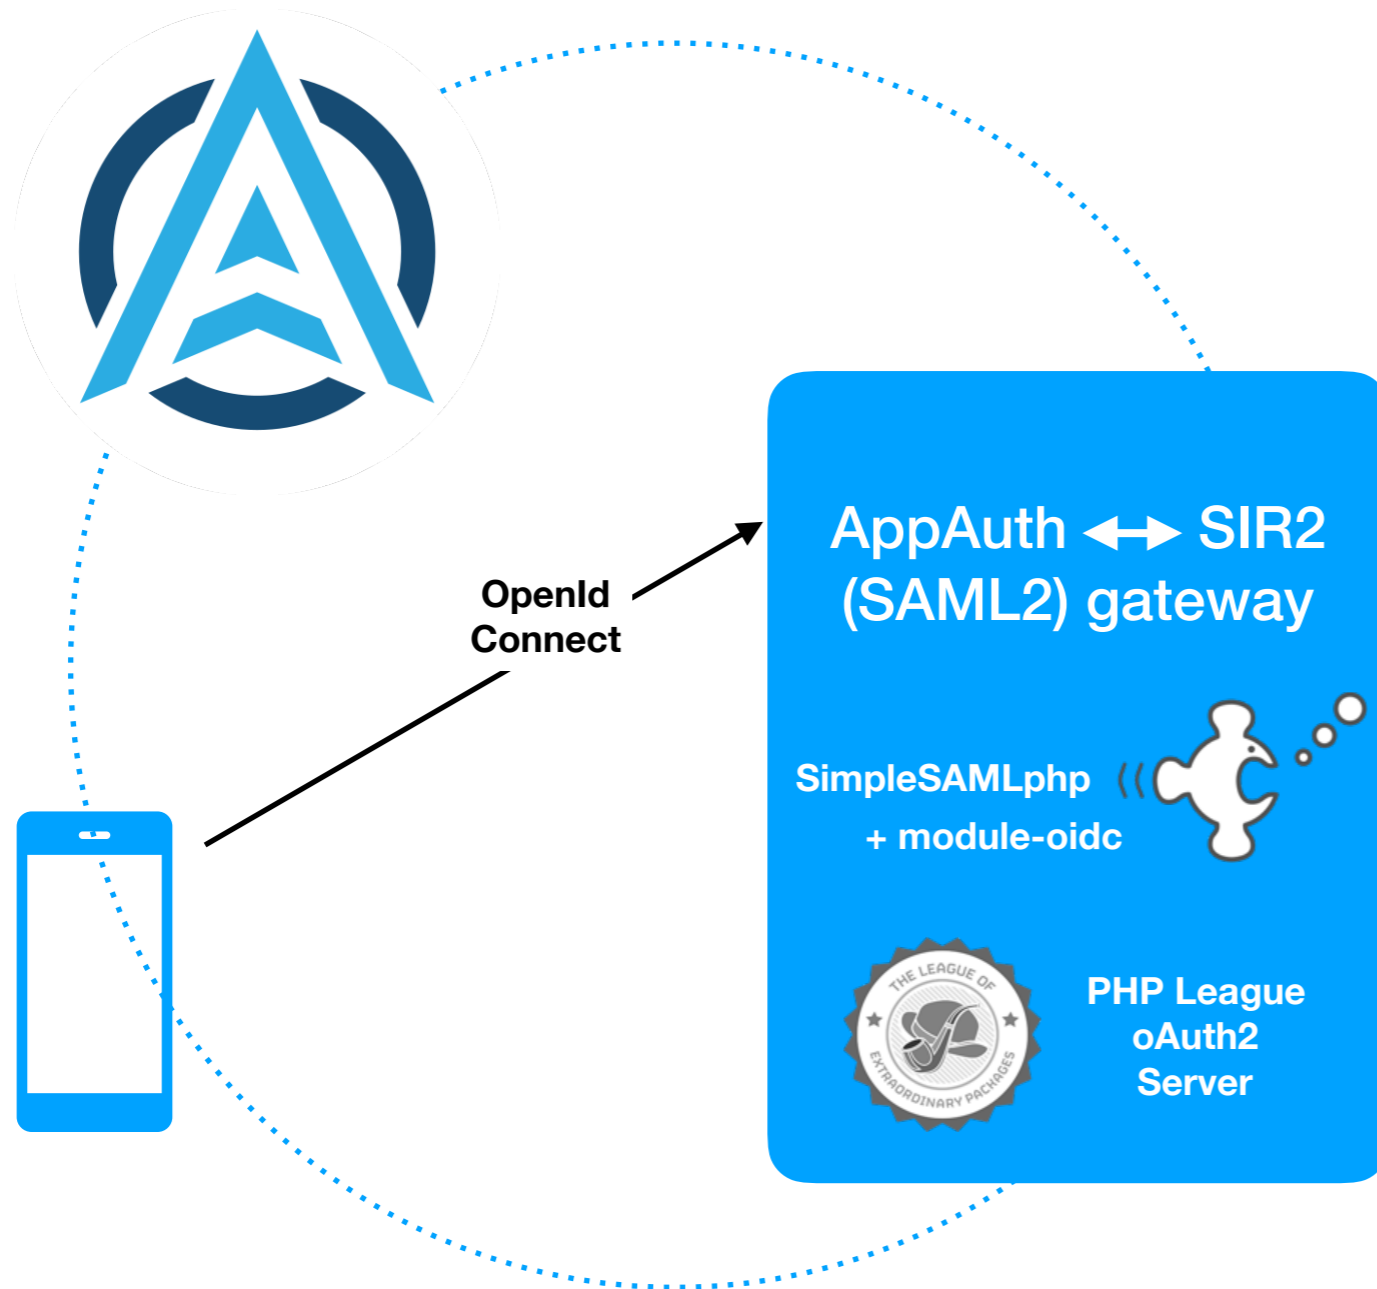 OpenId
Connect
AppAuth SIR2
(SAML2) gateway
SimpleSAMLphp
+ module-oidc
THE LEAGUE OF
EXTRAORDINARY PACKAGES
PHP League
oAuth2
Server